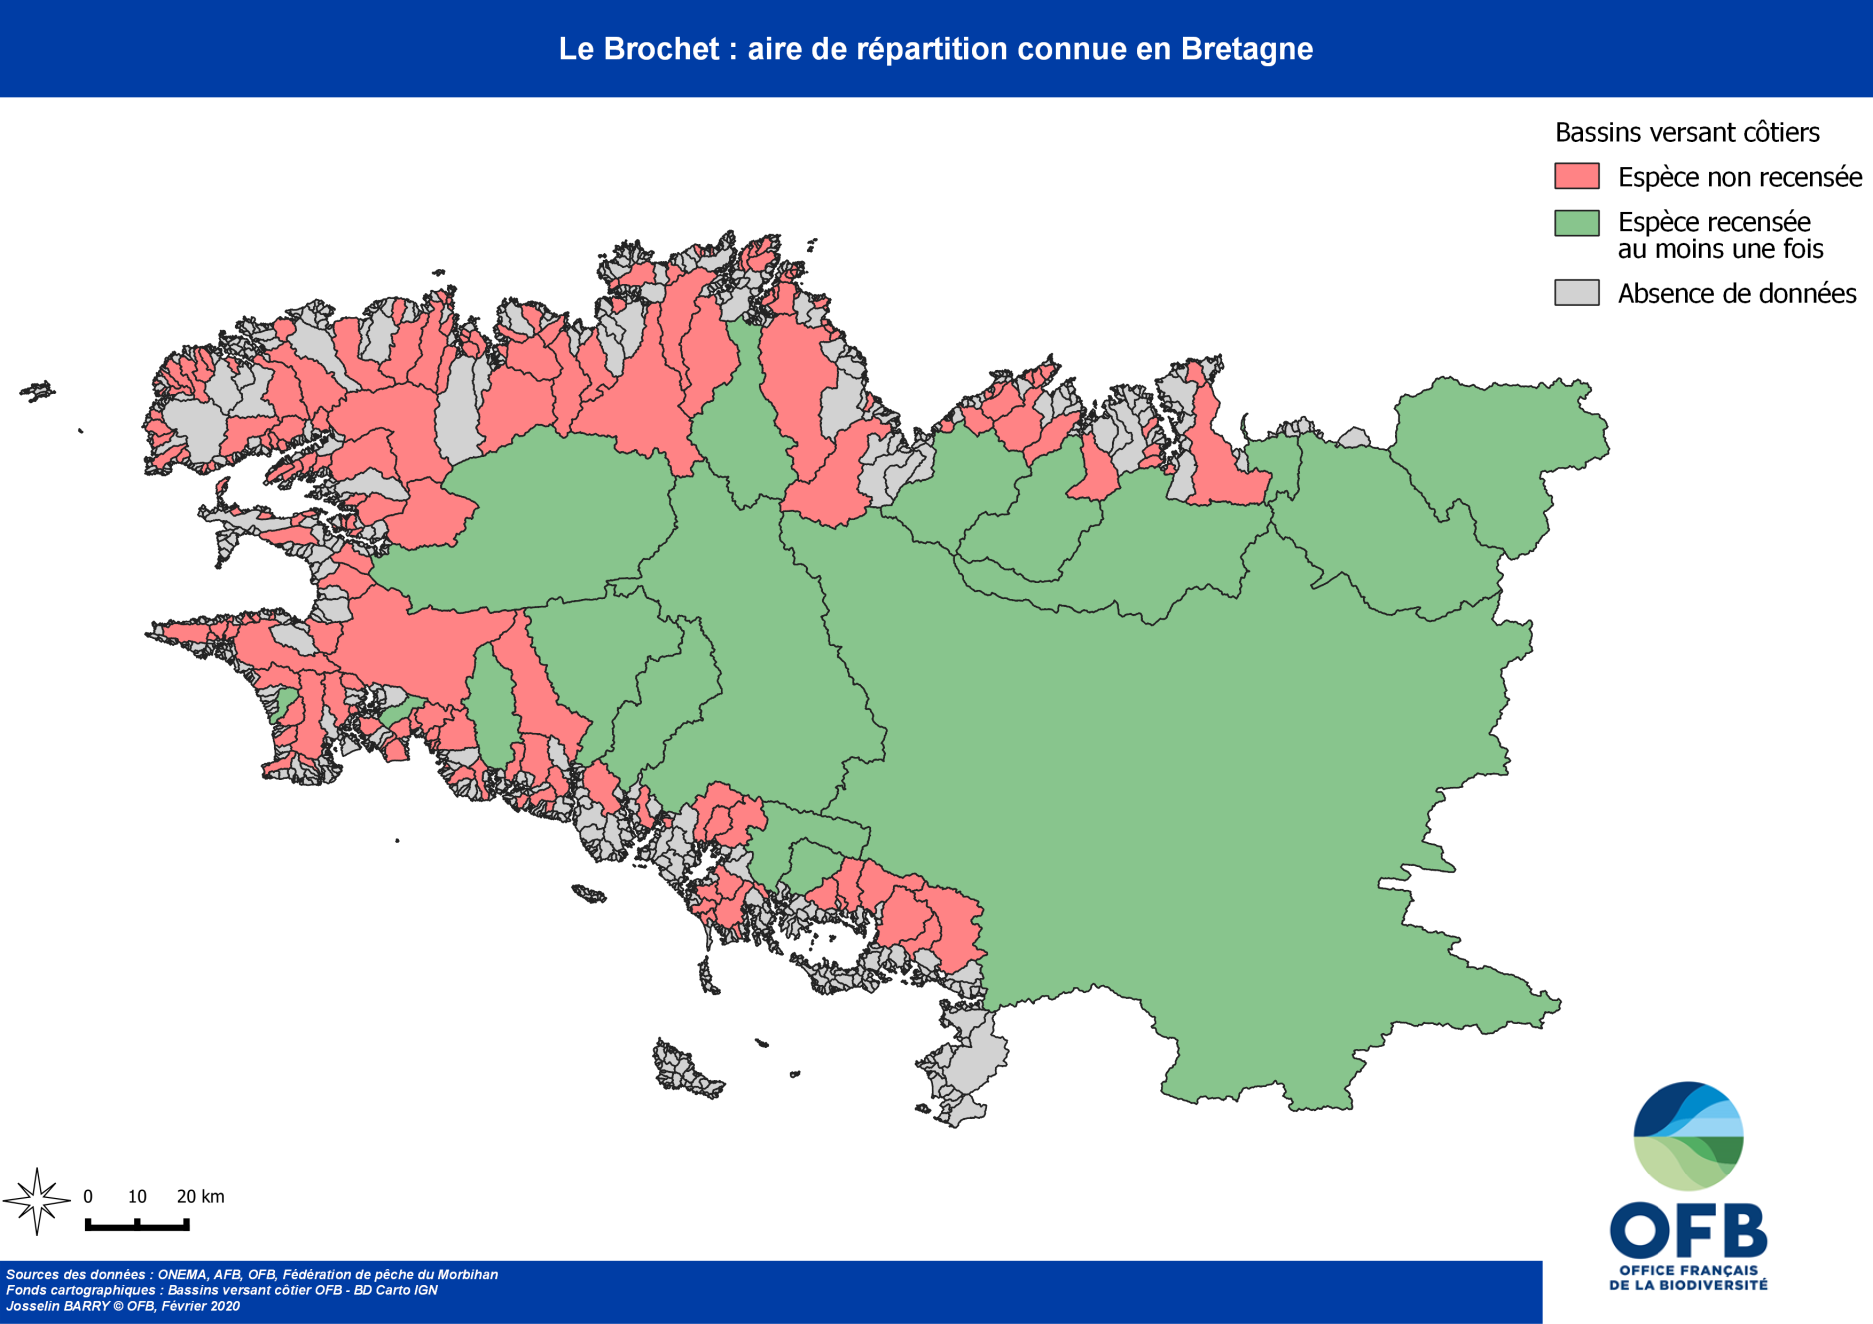 Le Brochet : aire de répartition connue en Bretagne
Bassins versant côtiers
Espèce non recensée
Espèce recensée
au moins une fois
Absence de données
0 10 20 km
OFB
OFFICE FRANÇAIS
DE LA BIODIVERSITÉ
Sources des données : ONEMA, AFB, OFB, Fédération de pêche du Morbihan
Fonds cartographiques : Bassins versant côtier OFB - BD Carto IGN
Josselin BARRY © OFB, Février 2020